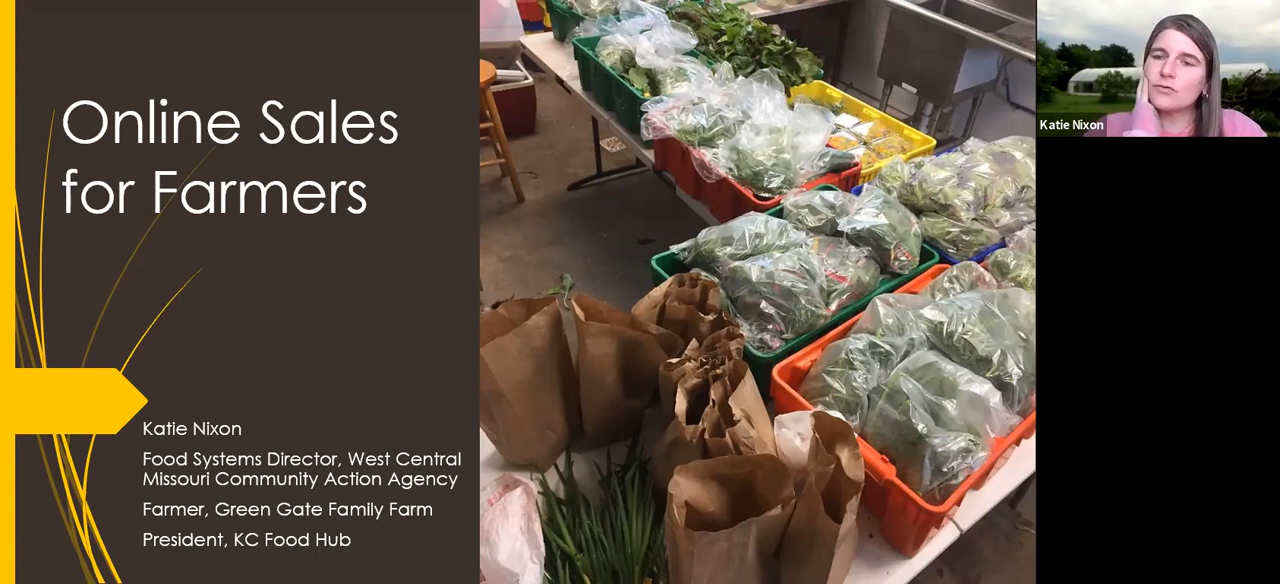 Online Sales
for Farmers
Katie Nixon
Food Systems Director, West Central
Missouri Community Action Agency
Farmer, Green Gate Family Farm
President, KC Food Hub
Katie Nixon